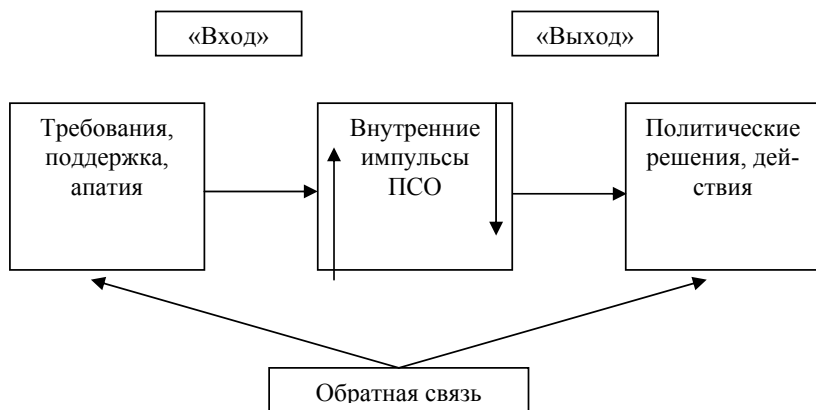 «Вход»
«Выход»
Требования,
поддержка,
апатия
Внутренние
импульсы
ПСО
Политические
решения, дей-
ствия
Обратная связь